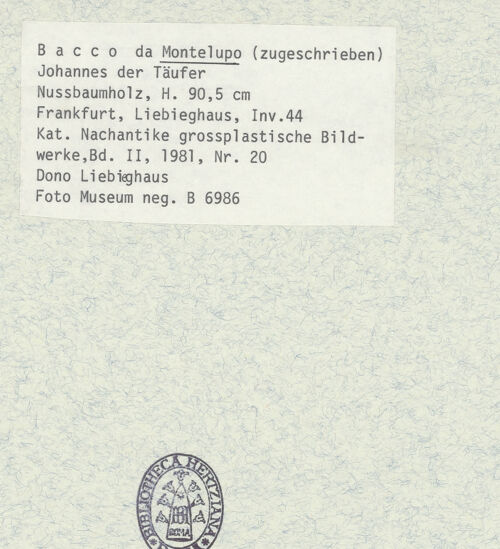 B a c c o da Montelupo (zugeschrieben)
Johannes der Täufer
Nussbaumholz, H. 90,5 cm
Frankfurt, Liebieghaus, Inv.44
Kat. Nachantike grossplastische Bild-
werke,Bd. II, 1981, Nr. 20
Dono Liebieghaus
Foto Museum neg. B 6986
BIBLIOTHECA HERTZIANA
ROMA